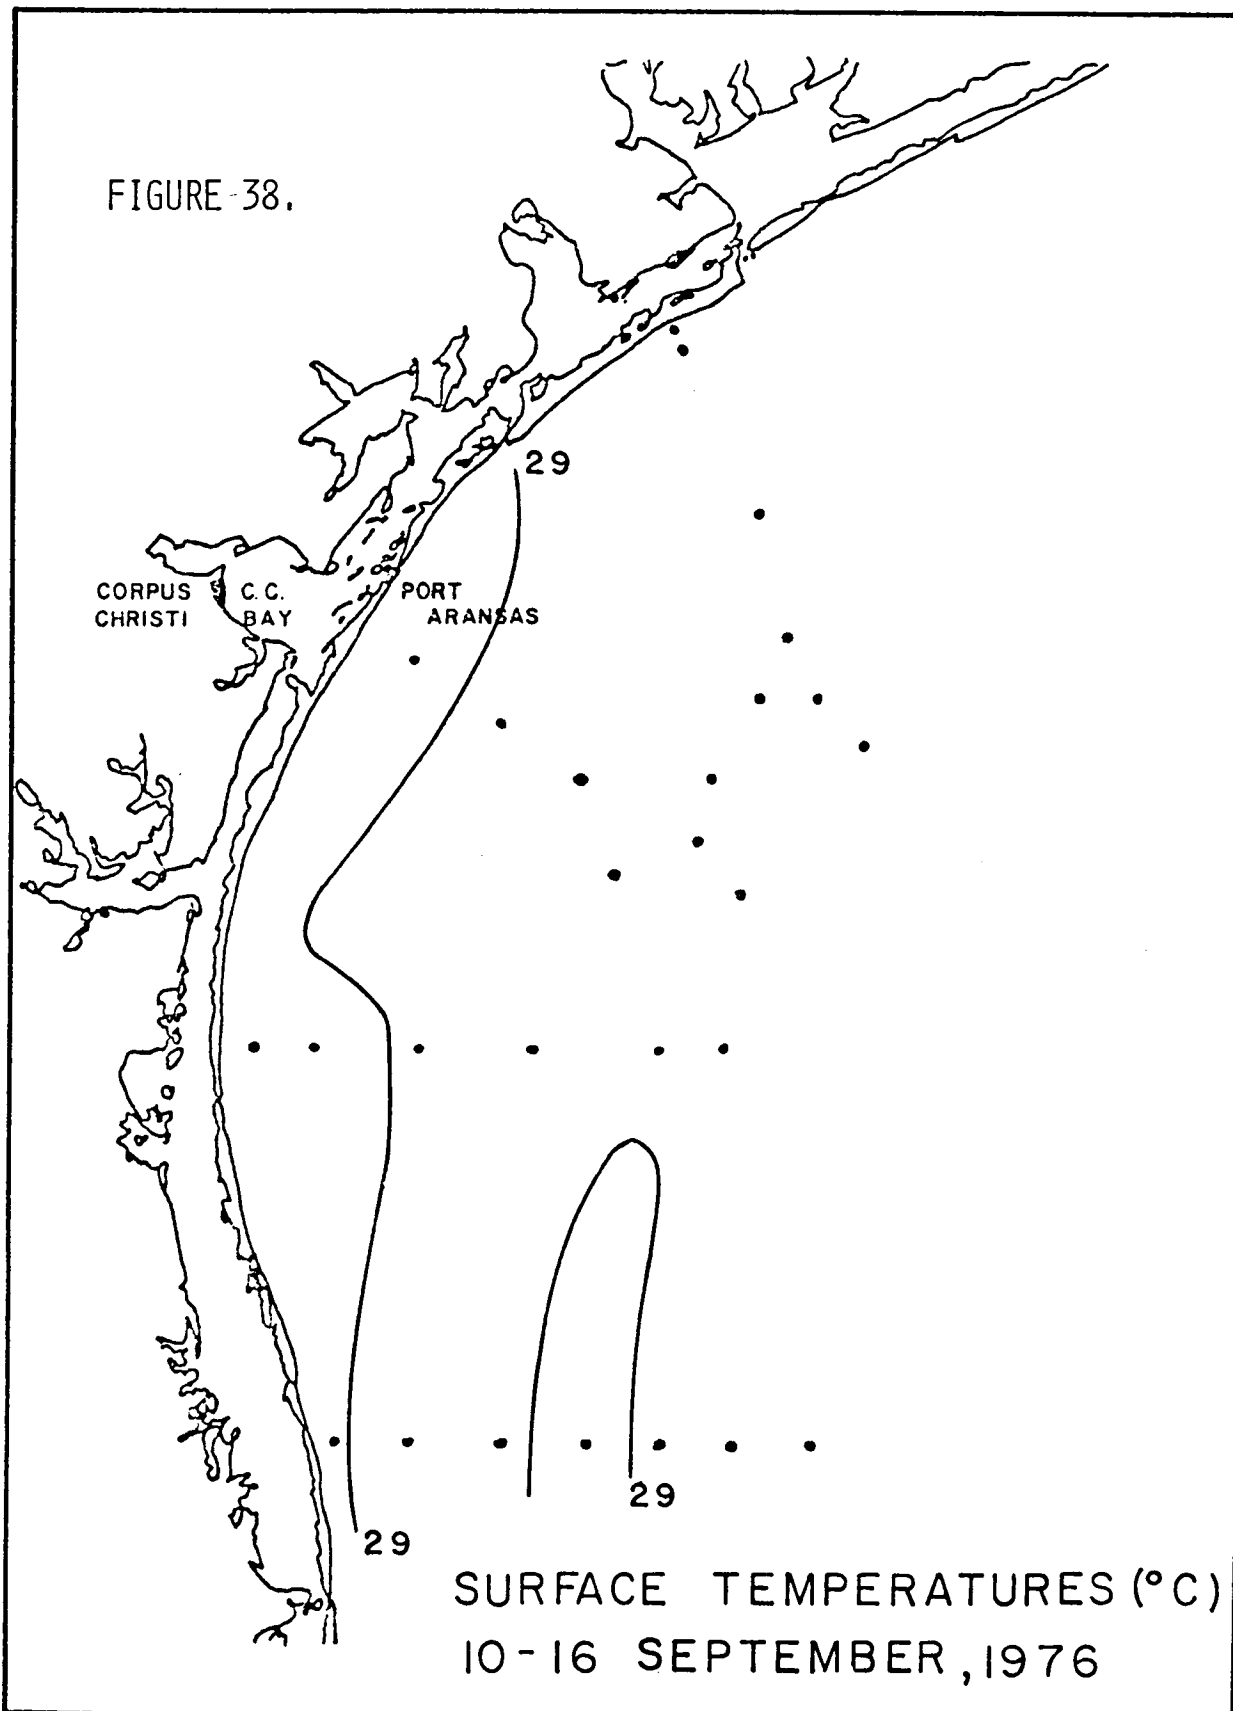 FIGURE 38.
29
CORPUS CHRISTI
C.C. BAY
PORT ARANSAS
29
29
SURFACE TEMPERATURES (°C)
10-16 SEPTEMBER, 1976